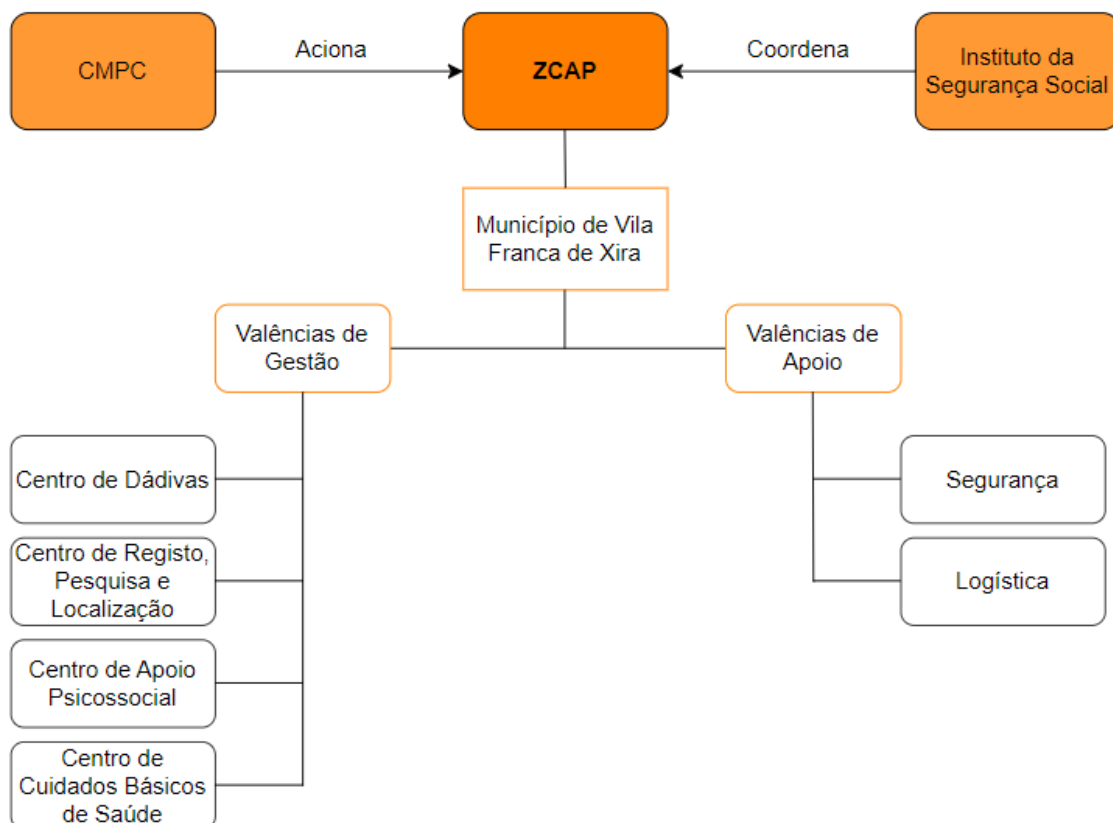 CMPC
Aciona
ZCAP
Coordena
Instituto da
Segurança Social
Município de Vila
Franca de Xira
Valências de
Gestão
Valências de
Apoio
Centro de Dádivas
Centro de Registo,
Pesquisa e
Localização
Centro de Apoio
Psicossocial
Centro de
Cuidados Básicos
de Saúde
Segurança
Logística